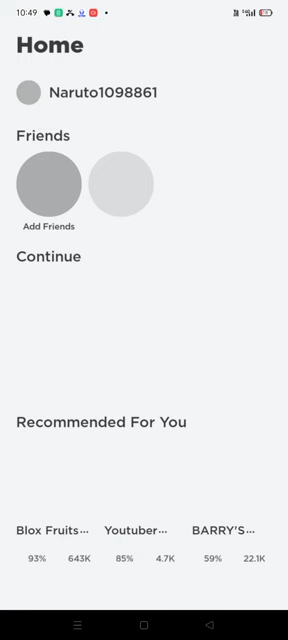 10:49
Home
Naruto1098861
Friends
Add Friends
Continue
Recommended For You
Blox Fruits... Youtuber... BARRY'S...
93% 643K 85% 4.7K 59% 22.1K